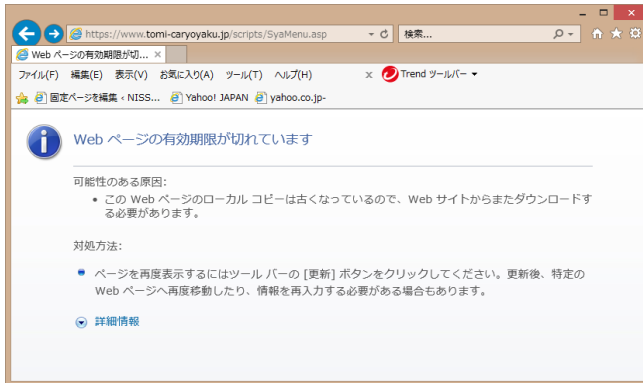 https://www.tomi-caryoyaku.jp/scripts/SyaMenu.asp
検索...
Web ページの有効期限が切...
ファイル(F) 編集(E) 表示(V) お気に入り(A) ツール(T) ヘルプ(H)
x Trend ツールバー
固定ページを編集 ‹ NISS... Yahoo! JAPAN yahoo.co.jp-
Web ページの有効期限が切れています
可能性のある原因:
• この Web ページのローカル コピーは古くなっているので、Web サイトからまたダウンロードす
る必要があります。
対処方法:
ページを再度表示するにはツール バーの [更新] ボタンをクリックしてください。更新後、特定の
Web ページへ再度移動したり、情報を再入力する必要がある場合もあります。
詳細情報